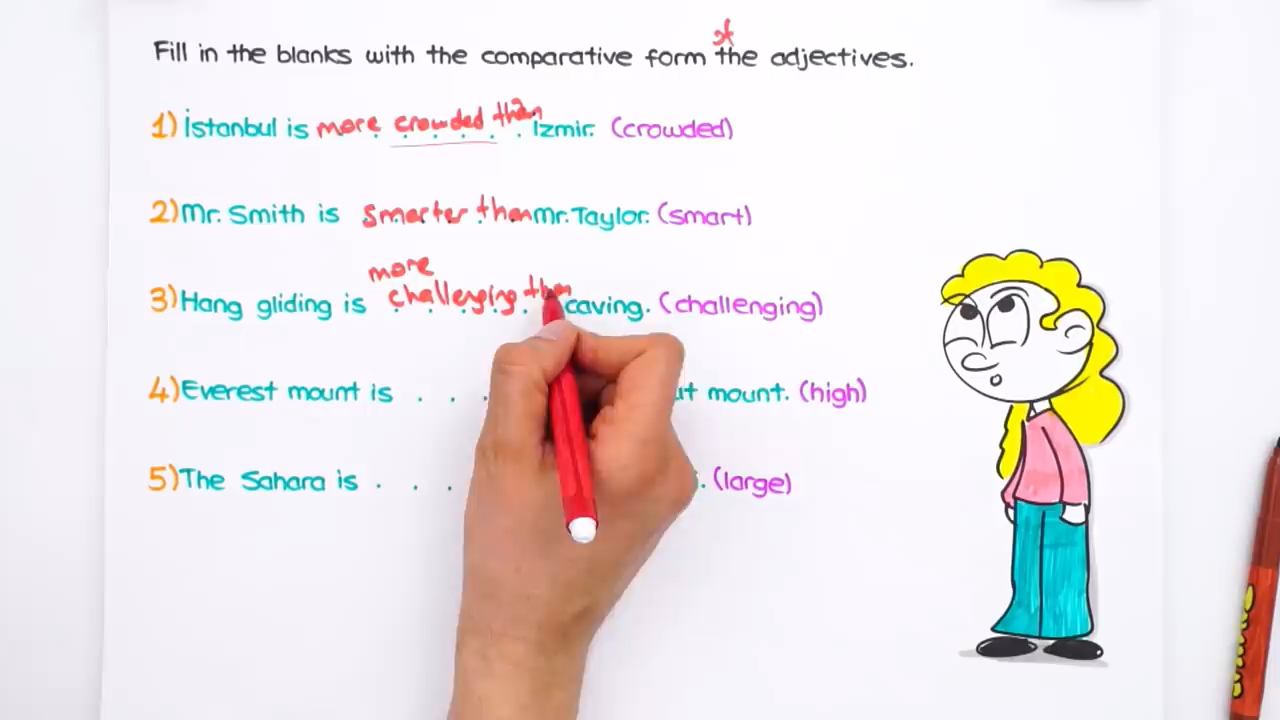 of
Fill in the blanks with the comparative form the adjectives.
1) İstanbul is more crowded than Izmir. (crowded)
2) Mr. Smith is smarter than Mr. Taylor. (smart)
more
3) Hang gliding is challenging than caving. (challenging)
4) Everest mount is . . . mount. (high)
5) The Sahara is . . . . (large)